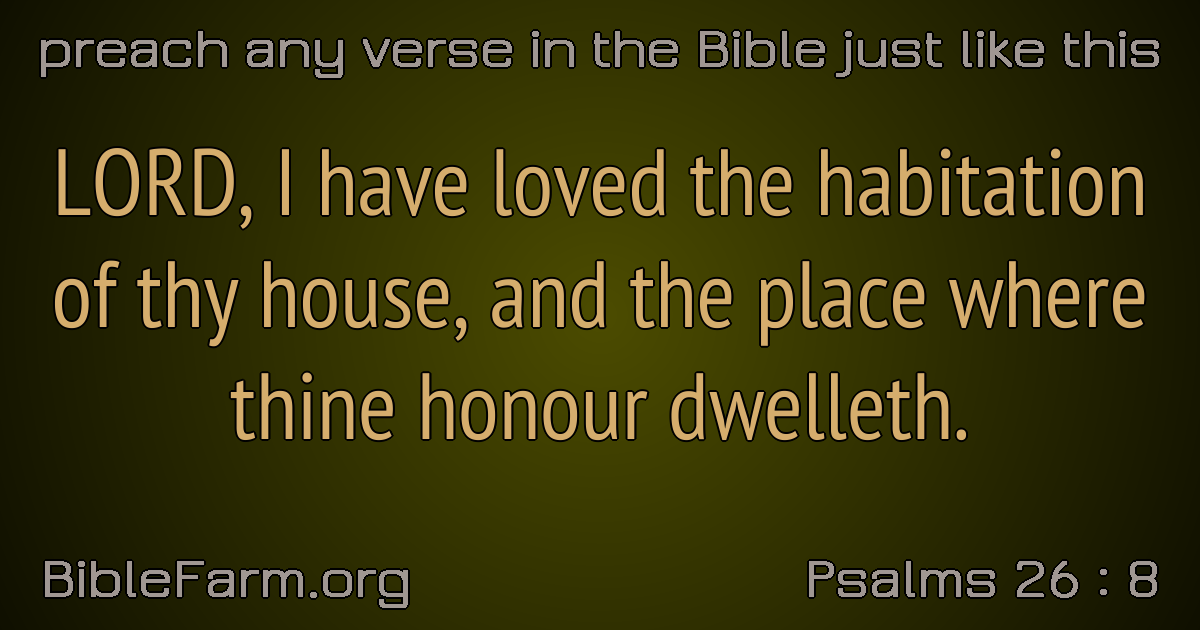 preach any verse in the Bible just like this
LORD, I have loved the habitation
of thy house, and the place where
thine honour dwelleth.
BibleFarm.org
Psalms 26 : 8